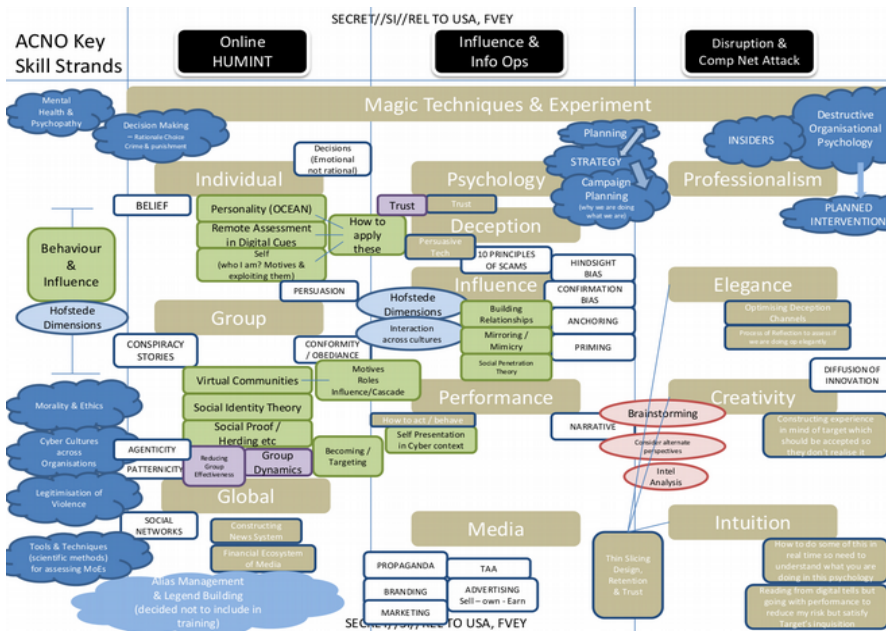 SECRET//SI//REL TO USA, FVEY
ACNO Key
Skill Strands
Online
HUMINT
Influence &
Info Ops
Disruption &
Comp Net Attack
Magic Techniques & Experiment
Mental
Health &
Psychopathy
Decision Making
– Rationale Choice
Crime & punishment
Decisions
(Emotional
not rational)
Planning
STRATEGY
Campaign
Planning
(why we are doing
what we are)
INSIDERS
Destructive
Organisational
Psychology
PLANNED
INTERVENTION
Individual
Psychology
Professionalism
BELIEF
Personality (OCEAN)
Remote Assessment
in Digital Cues
Self
(who I am? Motives &
exploiting them)
How to
apply
these
Trust
Trust
Deception
Persuasive
Tech
10 PRINCIPLES
OF SCAMS
HINDSIGHT
BIAS
Behaviour
&
Influence
Hofstede
Dimensions
PERSUASION
Influence
Hofstede
Dimensions
Interaction
across cultures
Building
Relationships
Mirroring /
Mimicry
Social Penetration
Theory
CONFIRMATION
BIAS
ANCHORING
PRIMING
Elegance
Optimising Deception
Channels
Process of Reflection to assess if
we are doing op elegantly
Group
CONSPIRACY
STORIES
CONFORMITY
/ OBEDIANCE
Virtual Communities
Motives
Roles
Influence/Cascade
Social Identity Theory
Social Proof /
Herding etc
Reducing
Group
Effectiveness
Group
Dynamics
Becoming /
Targeting
DIFFUSION OF
INNOVATION
Performance
How to act / behave
Self Presentation
in Cyber context
NARRATIVE
Creativity
Brainstorming
Consider alternate
perspectives
Intel
Analysis
Constructing experience
in mind of target which
should be accepted so
they don't realise it
Morality & Ethics
Cyber Cultures
across
Organisations
AGENTICITY
PATTERNICITY
Legitimisation of
Violence
Global
SOCIAL
NETWORKS
Constructing
News System
Financial Ecosystem
of Media
Tools & Techniques
(scientific methods)
for assessing MoEs
Alias Management
& Legend Building
(decided not to include in
training)
Media
PROPAGANDA
TAA
BRANDING
ADVERTISING
Sell – own - Earn
MARKETING
Thin Slicing
Design,
Retention
& Trust
Intuition
How to do some of this in
real time so need to
understand what you are
doing in this psychology
Reading from digital tells but
going with performance to
reduce my risk but satisfy
Target's inquisition
SECRET//SI//REL TO USA, FVEY